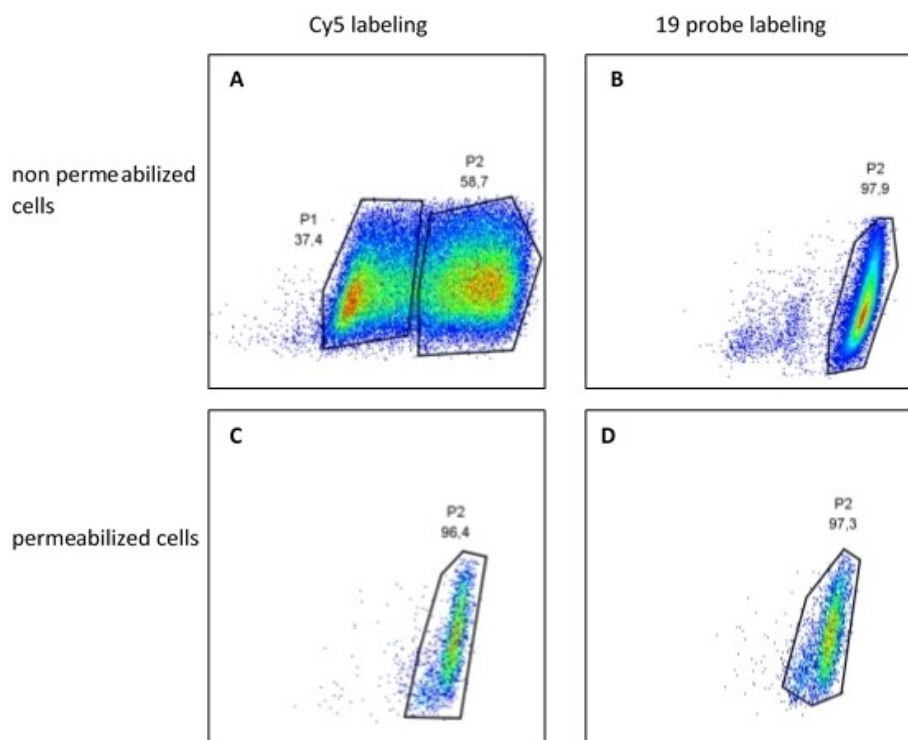 Cy5 labeling
19 probe labeling
A
B
P2
58,7
P2
97,9
non permeabilized
cells
P1
37,4
C
D
P2
96,4
P2
97,3
permeabilized cells